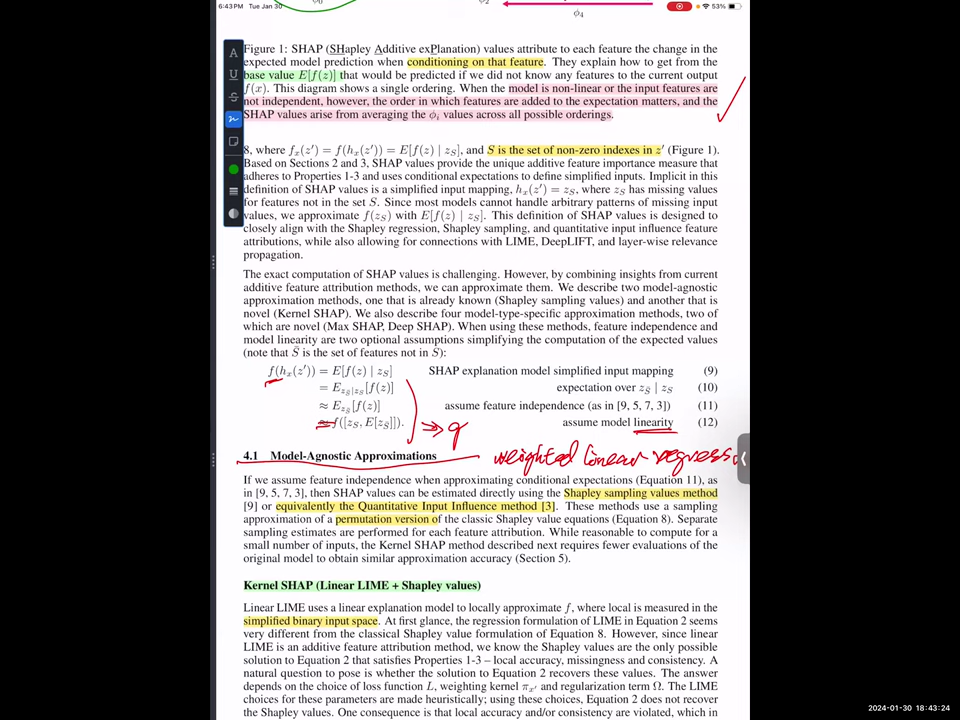 6:43 PM Tue Jan 30
53%
ϕ₀
ϕ₂
ϕ₄
Figure 1: SHAP (SHapley Additive exPlanation) values attribute to each feature the change in the
expected model prediction when conditioning on that feature. They explain how to get from the
base value E[f(z)] that would be predicted if we did not know any features to the current output
f(x). This diagram shows a single ordering. When the model is non-linear or the input features are
not independent, however, the order in which features are added to the expectation matters, and the
SHAP values arise from averaging the ϕᵢ values across all possible orderings.
8, where fₓ(z′) = f(hₓ(z′)) = E[f(z) | z_S], and S is the set of non-zero indexes in z′ (Figure 1).
Based on Sections 2 and 3, SHAP values provide the unique additive feature importance measure that
adheres to Properties 1-3 and uses conditional expectations to define simplified inputs. Implicit in this
definition of SHAP values is a simplified input mapping, hₓ(z′) = z_S, where z_S has missing values
for features not in the set S. Since most models cannot handle arbitrary patterns of missing input
values, we approximate f(z_S) with E[f(z) | z_S]. This definition of SHAP values is designed to
closely align with the Shapley regression, Shapley sampling, and quantitative input influence feature
attributions, while also allowing for connections with LIME, DeepLIFT, and layer-wise relevance
propagation.
The exact computation of SHAP values is challenging. However, by combining insights from current
additive feature attribution methods, we can approximate them. We describe two model-agnostic
approximation methods, one that is already known (Shapley sampling values) and another that is
novel (Kernel SHAP). We also describe four model-type-specific approximation methods, two of
which are novel (Max SHAP, Deep SHAP). When using these methods, feature independence and
model linearity are two optional assumptions simplifying the computation of the expected values
(note that S̄ is the set of features not in S):
f(hₓ(z′)) = E[f(z) | z_S] SHAP explanation model simplified input mapping (9)
= E_{z_S̄|z_S}[f(z)] expectation over z_S̄ | z_S (10)
≈ E_{z_S̄}[f(z)] assume feature independence (as in [9, 5, 7, 3]) (11)
≈ f([z_S, E[z_S̄]]). assume model linearity (12)
4.1 Model-Agnostic Approximations
weighted linear regress
If we assume feature independence when approximating conditional expectations (Equation 11), as
in [9, 5, 7, 3], then SHAP values can be estimated directly using the Shapley sampling values method
[9] or equivalently the Quantitative Input Influence method [3]. These methods use a sampling
approximation of a permutation version of the classic Shapley value equations (Equation 8). Separate
sampling estimates are performed for each feature attribution. While reasonable to compute for a
small number of inputs, the Kernel SHAP method described next requires fewer evaluations of the
original model to obtain similar approximation accuracy (Section 5).
Kernel SHAP (Linear LIME + Shapley values)
Linear LIME uses a linear explanation model to locally approximate f, where local is measured in the
simplified binary input space. At first glance, the regression formulation of LIME in Equation 2 seems
very different from the classical Shapley value formulation of Equation 8. However, since linear
LIME is an additive feature attribution method, we know the Shapley values are the only possible
solution to Equation 2 that satisfies Properties 1-3 – local accuracy, missingness and consistency. A
natural question to pose is whether the solution to Equation 2 recovers these values. The answer
depends on the choice of loss function L, weighting kernel πₓ′ and regularization term Ω. The LIME
choices for these parameters are made heuristically; using these choices, Equation 2 does not recover
the Shapley values. One consequence is that local accuracy and/or consistency are violated, which in
2024-01-30 18:43:24